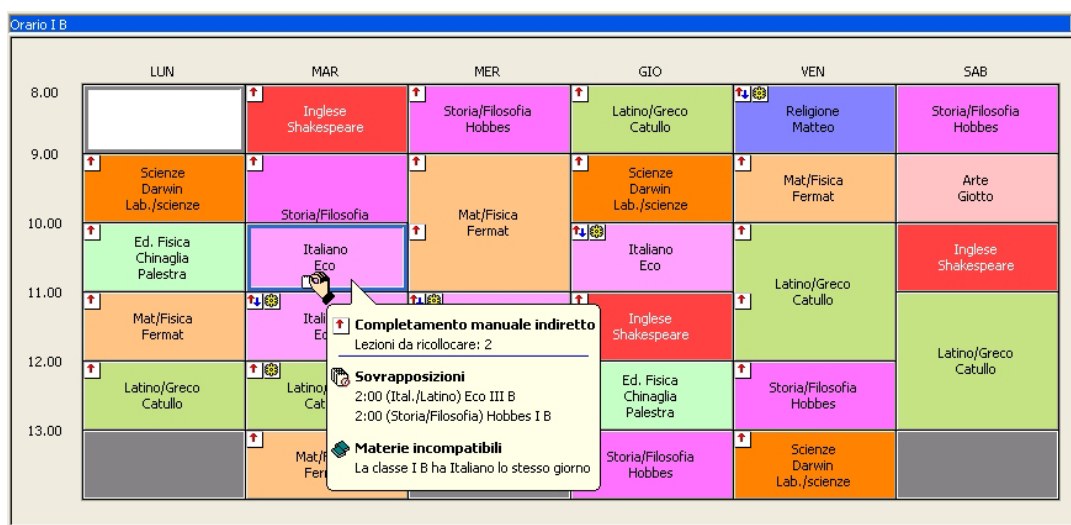 Orario I B
LUN MAR MER GIO VEN SAB
8.00
Inglese
Shakespeare
Storia/Filosofia
Hobbes
Latino/Greco
Catullo
Religione
Matteo
Storia/Filosofia
Hobbes
9.00
Scienze
Darwin
Lab./scienze
Storia/Filosofia
Mat/Fisica
Fermat
Scienze
Darwin
Lab./scienze
Mat/Fisica
Fermat
Arte
Giotto
10.00
Ed. Fisica
Chinaglia
Palestra
Italiano
Eco
Italiano
Eco
Latino/Greco
Catullo
Inglese
Shakespeare
11.00
Mat/Fisica
Fermat
Inglese
Shakespeare
Latino/Greco
Catullo
12.00
Latino/Greco
Catullo
Ed. Fisica
Chinaglia
Palestra
Storia/Filosofia
Hobbes
13.00
Storia/Filosofia
Hobbes
Scienze
Darwin
Lab./scienze
Completamento manuale indiretto
Lezioni da ricollocare: 2
Sovrapposizioni
2:00 (Ital./Latino) Eco III B
2:00 (Storia/Filosofia) Hobbes I B
Materie incompatibili
La classe I B ha Italiano lo stesso giorno